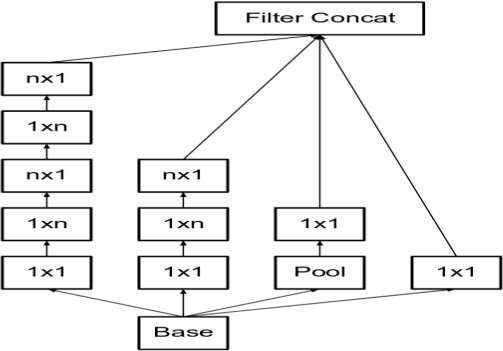 Filter Concat
nx1
1xn
nx1
nx1
1xn
1xn
1x1
1x1
1x1
Pool
1x1
Base